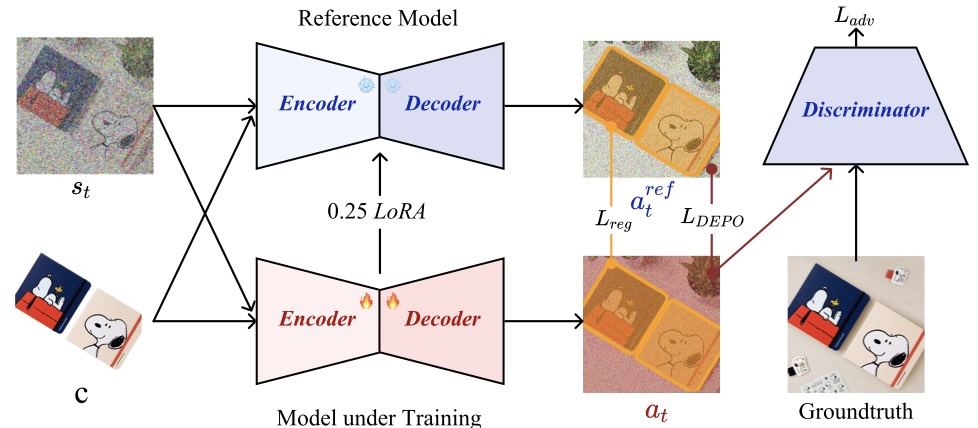 Reference Model
L_{adv}
Encoder
Decoder
Discriminator
s_t
0.25 LoRA
a_t^{ref}
L_{reg}
L_{DEPO}
Encoder
Decoder
c
Model under Training
a_t
Groundtruth